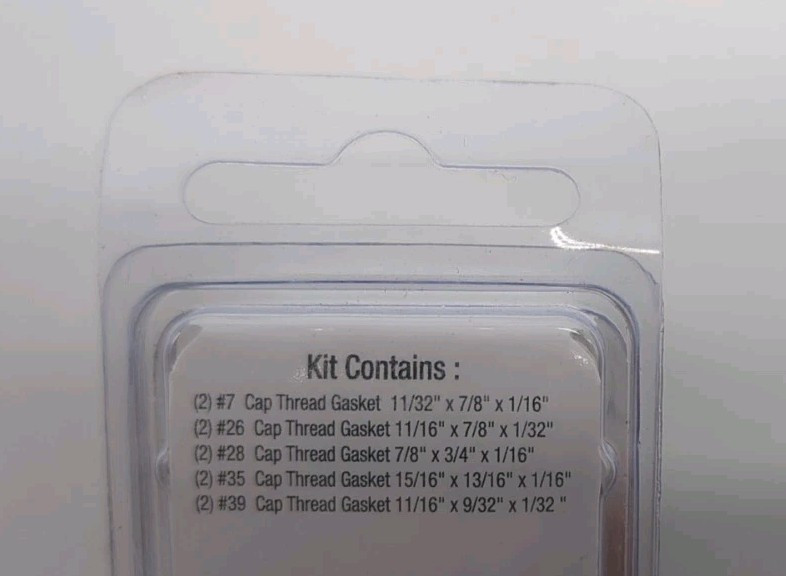 Kit Contains :
(2) #7 Cap Thread Gasket 11/32" x 7/8" x 1/16"
(2) #26 Cap Thread Gasket 11/16" x 7/8" x 1/32"
(2) #28 Cap Thread Gasket 7/8" x 3/4" x 1/16"
(2) #35 Cap Thread Gasket 15/16" x 13/16" x 1/16"
(2) #39 Cap Thread Gasket 11/16" x 9/32" x 1/32 "